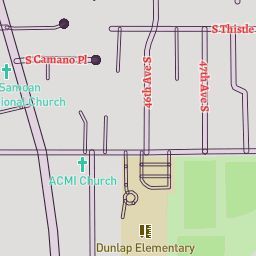 S Thistle
S Camano Pl
46th Ave S
47th Ave S
Samoan
ional Church
ACMI Church
Dunlap Elementary